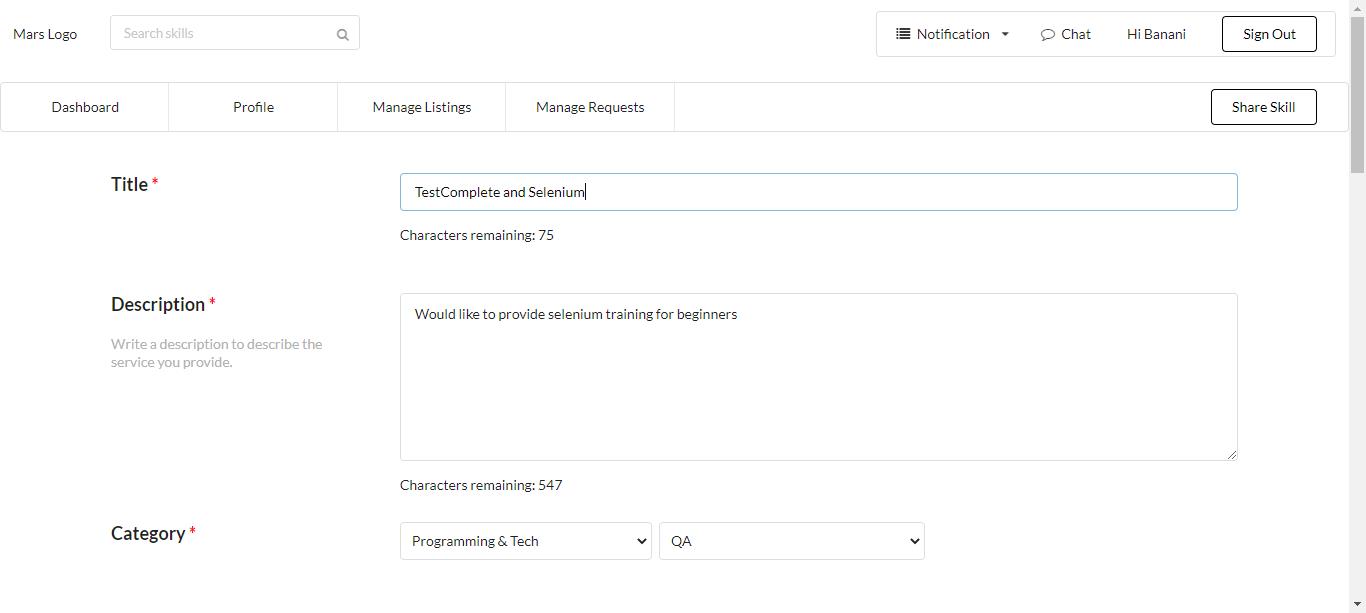 Mars Logo
Search skills
Notification
Chat
Hi Banani
Sign Out
Dashboard
Profile
Manage Listings
Manage Requests
Share Skill
Title *
TestComplete and Selenium
Characters remaining: 75
Description *
Write a description to describe the
service you provide.
Would like to provide selenium training for beginners
Characters remaining: 547
Category *
Programming & Tech
QA